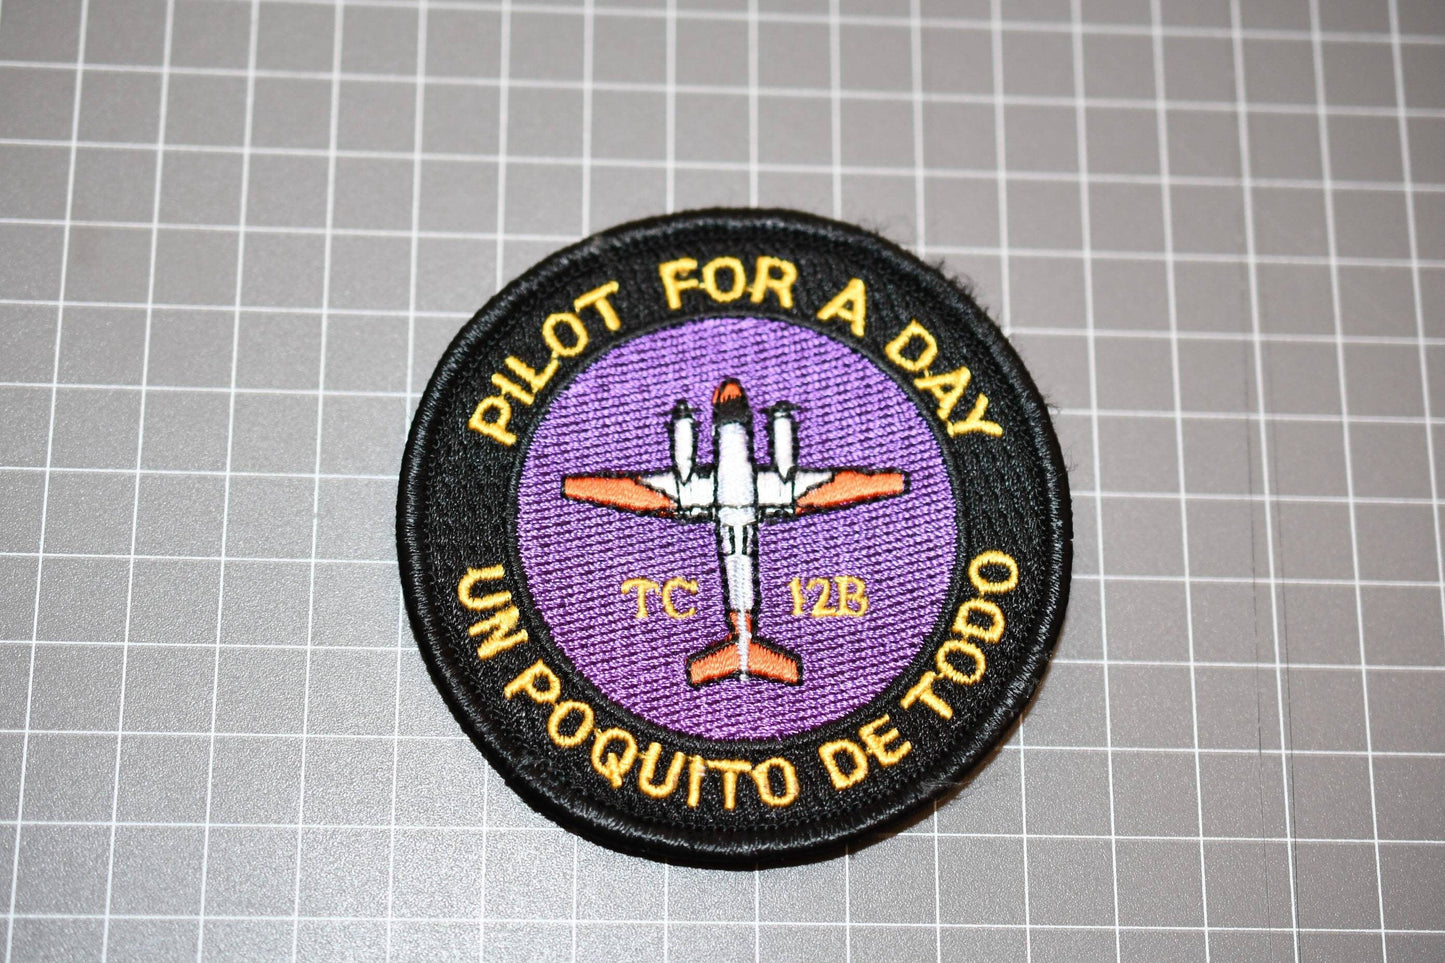 PILOT FOR A DAY
TC 12B
UN POQUITO DE TODO